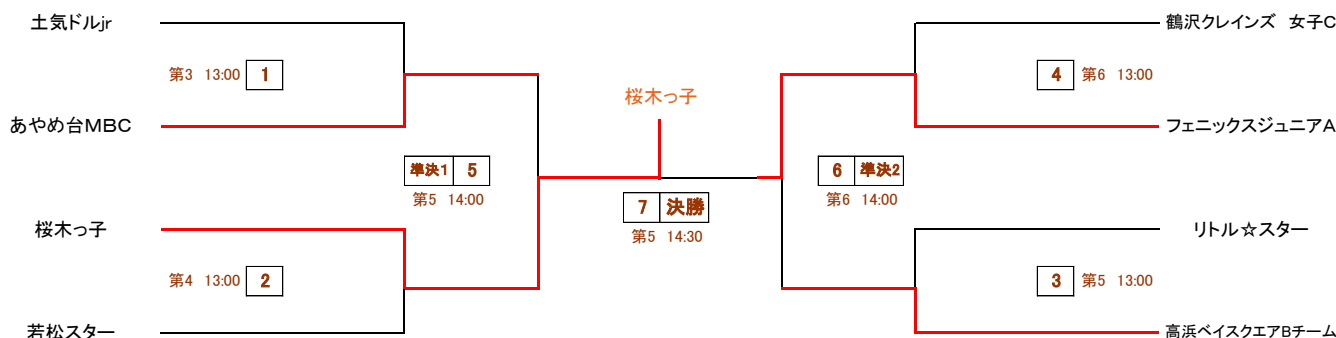 土気ドルjr
第3 13:00 1
あやめ台MBC
準決1 5
第5 14:00
桜木っ子
第4 13:00 2
若松スター
桜木っ子
7 決勝
第5 14:30
鶴沢クレインズ 女子C
4 第6 13:00
フェニックスジュニアA
6 準決2
第6 14:00
リトル☆スター
3 第5 13:00
高浜ベイスクエアBチーム